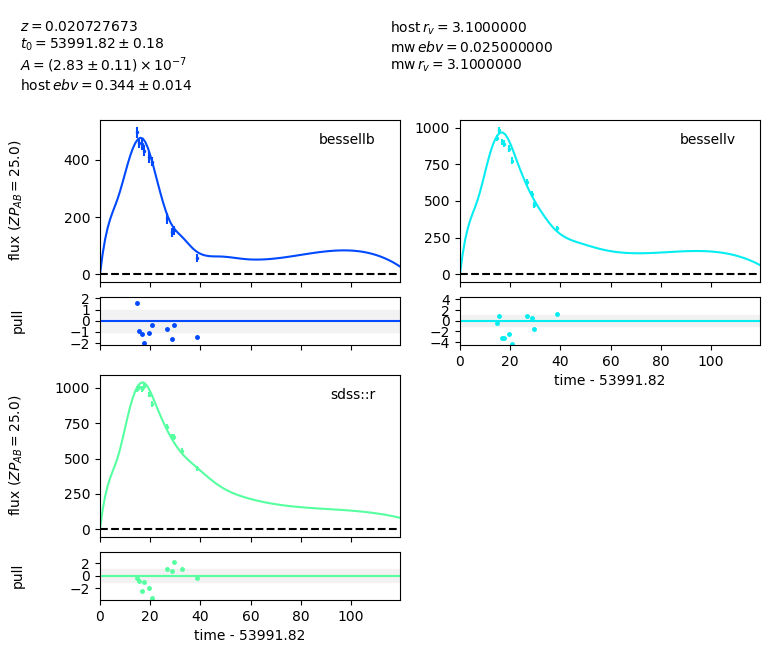 z = 0.020727673
t₀ = 53991.82 ± 0.18
A = (2.83 ± 0.11) × 10⁻⁷
host ebv = 0.344 ± 0.014
host r_v = 3.1000000
mw ebv = 0.025000000
mw r_v = 3.1000000
flux (ZP_AB = 25.0)
400
200
0
bessellb
1000
750
500
250
0
bessellv
pull
2
1
0
−1
−2
4
2
0
−2
−4
0 20 40 60 80 100
time - 53991.82
flux (ZP_AB = 25.0)
1000
750
500
250
0
sdss::r
pull
2
0
−2
0 20 40 60 80 100
time - 53991.82